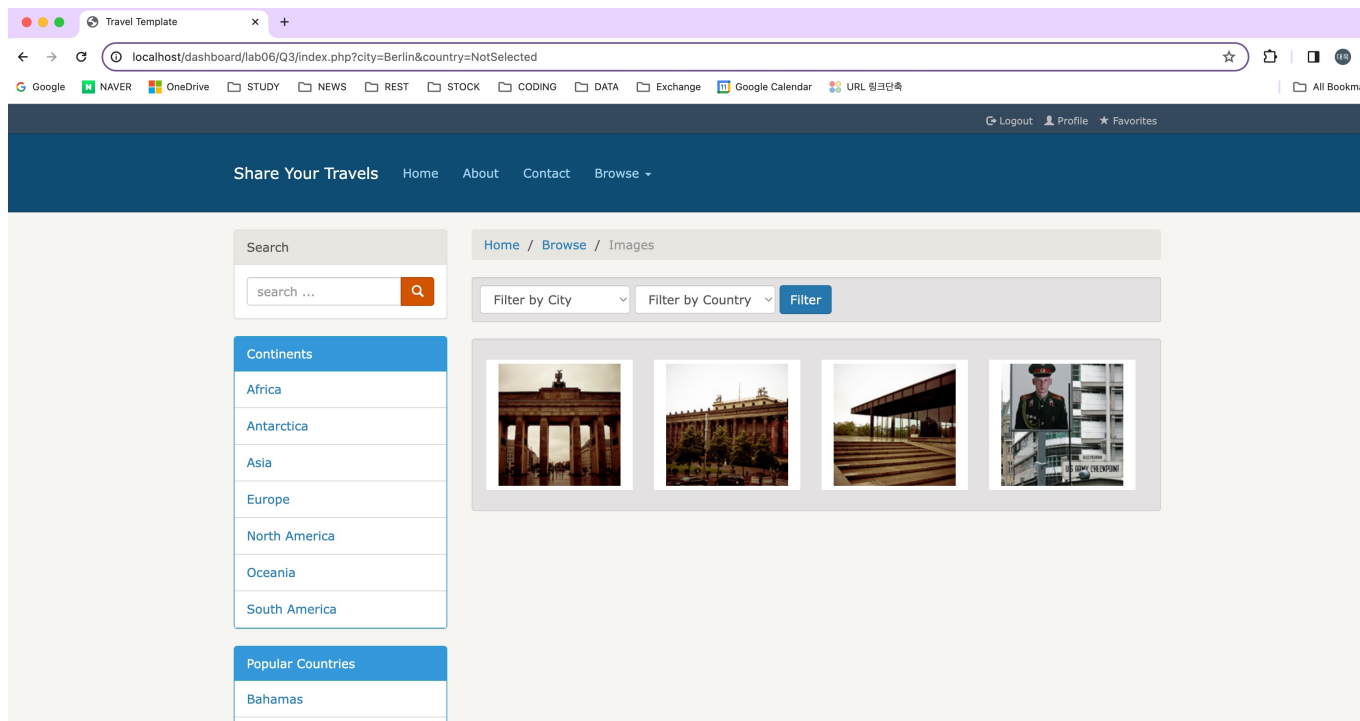 Travel Template
localhost/dashboard/lab06/Q3/index.php?city=Berlin&country=NotSelected
Google NAVER OneDrive STUDY NEWS REST STOCK CODING DATA Exchange Google Calendar URL 링크단축 All Bookma
Logout Profile Favorites
Share Your Travels Home About Contact Browse
Search
Home / Browse / Images
search ...
Filter by City Filter by Country Filter
Continents
Africa
Antarctica
Asia
Europe
North America
Oceania
South America
US ARMY CHECKPOINT
Popular Countries
Bahamas